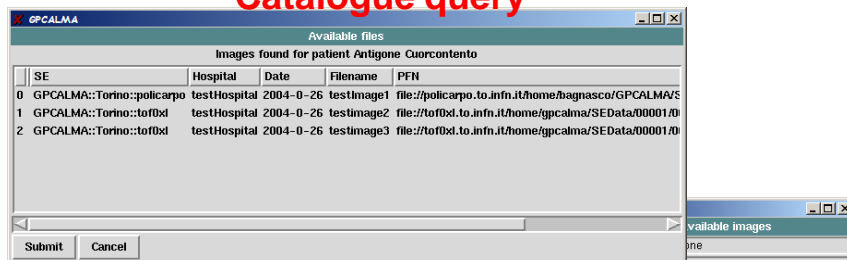 Catalogue query
GPCALMA
Available files
Images found for patient Antigone Cuorcontento
SE Hospital Date Filename PFN
0 GPCALMA::Torino::policarpo testHospital 2004-0-26 testImage1 file://policarpo.to.infn.it/home/bagnasco/GPCALMA/S
1 GPCALMA::Torino::tof0xl testHospital 2004-0-26 testimage2 file://tof0xl.to.infn.it/home/gpcalma/SEData/00001/0
2 GPCALMA::Torino::tof0xl testHospital 2004-0-26 testimage3 file://tof0xl.to.infn.it/home/gpcalma/SEData/00001/0
Submit Cancel
vailable images
one